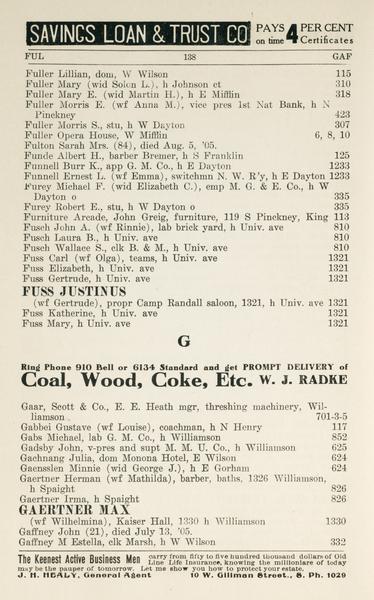 SAVINGS LOAN & TRUST CO PAYS 4 PER CENT
on time Certificates
FUL 138 GAF
Fuller Lillian, dom, W Wilson 115
Fuller Mary (wid Solon L.), h Johnson et 310
Fuller Mary E. (wid Martin H.), h E Mifflin 318
Fuller Morris E. (wf Anna M.), vice pres 1st Nat Bank, h N
Pinckney 423
Fuller Morris S., stu, h W Dayton 307
Fuller Opera House, W Mifflin 6, 8, 10
Fulton Sarah Mrs. (84), died Aug. 5, '05.
Funde Albert H., barber Bremer, h S Franklin 125
Funnell Burr K., app G. M. Co., h E Dayton 1233
Funnell Ernest L. (wf Emma), switchmn N. W. R'y, h E Dayton 1233
Furey Michael F. (wid Elizabeth C.), emp M. G. & E. Co., h W
Dayton o 335
Furey Robert E., stu, h W Dayton o 335
Furniture Arcade, John Greig, furniture, 119 S Pinckney, King 113
Fusch John A. (wf Rinnie), lab brick yard, h Univ. ave 810
Fusch Laura B., h Univ. ave 810
Fusch Wallace S., clk B. & M., h Univ. ave 810
Fuss Carl (wf Olga), teams, h Univ. ave 1321
Fuss Elizabeth, h Univ. ave 1321
Fuss Gertrude, h Univ. ave 1321
FUSS JUSTINUS
(wf Gertrude), propr Camp Randall saloon, 1321, h Univ. ave 1321
Fuss Katherine, h Univ. ave 1321
Fuss Mary, h Univ. ave 1321
G
Ring Phone 910 Bell or 6134 Standard and get PROMPT DELIVERY of
Coal, Wood, Coke, Etc. W. J. RADKE
Gaar, Scott & Co., E. E. Heath mgr, threshing machinery, Wil-
liamson 701-3-5
Gabbei Gustave (wf Louise), coachman, h N Henry 117
Gabs Michael, lab G. M. Co., h Williamson 852
Gadsby John, v-pres and supt M. M. U. Co., h Williamson 625
Gachnang Julia, dom Monona Hotel, E Wilson 624
Gaensslen Minnie (wid George J.), h E Gorham 624
Gaertner Herman (wf Mathilda), barber, baths, 1326 Williamson,
h Spaight 826
Gaertner Irma, h Spaight 826
GAERTNER MAX
(wf Wilhelmina), Kaiser Hall, 1330 h Williamson 1330
Gaffney John (21), died July 13, '05.
Gaffney M Estella, clk Marsh, h W Wilson 332
The Keenest Active Business Men carry from fifty to five hundred thousand dollars of Old
Line Life Insurance, knowing the millionaire of today
may be the pauper of tomorrow. Let me show you how to protect your estate.
J. H. HEALY, General Agent 10 W. Gilman Street., S. Ph. 1029